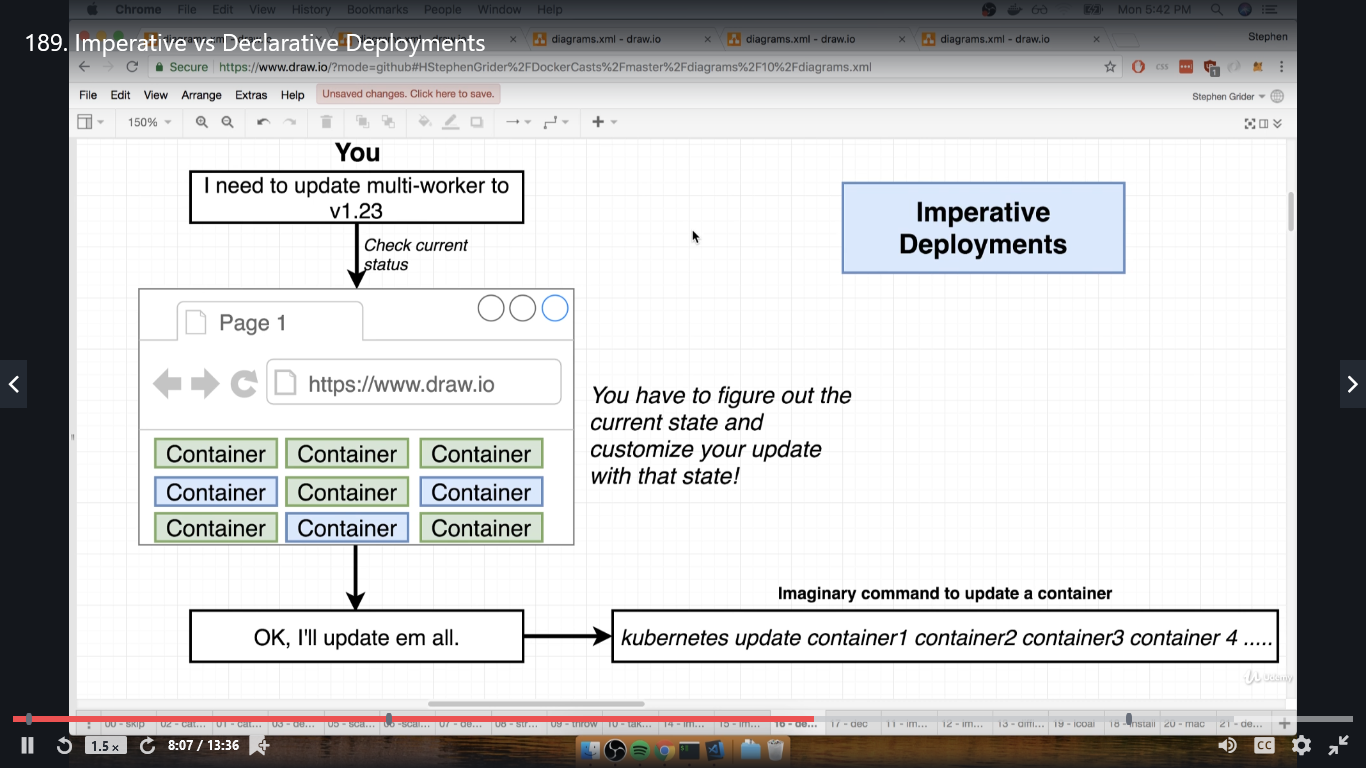 Chrome File Edit View History Bookmarks People Window Help Mon 5:42 PM
189. Imperative vs Declarative Deployments
diagrams.xml - draw.io diagrams.xml - draw.io diagrams.xml - draw.io Stephen
Secure https://www.draw.io/?mode=github#HStephenGrider%2FDockerCasts%2Fmaster%2Fdiagrams%2F10%2Fdiagrams.xml
File Edit View Arrange Extras Help Unsaved changes. Click here to save. Stephen Grider
150%
You
I need to update multi-worker to
v1.23
Check current
status
Imperative
Deployments
Page 1
https://www.draw.io
You have to figure out the
current state and
customize your update
with that state!
Container Container Container
Container Container Container
Container Container Container
Imaginary command to update a container
OK, I'll update em all.
kubernetes update container1 container2 container3 container 4 .....
Udemy
00 - skip 02 - cat... 01 - cat... 03 - de... 05 - sca... 07 - de... 08 - str... 09 - throw 10 - tak... 14 - im... 15 - im... 16 - de... 17 - dec 11 - im... 12 - im... 13 - diff... 20 - mac 21 - de...
1.5 x 8:07 / 13:36 CC